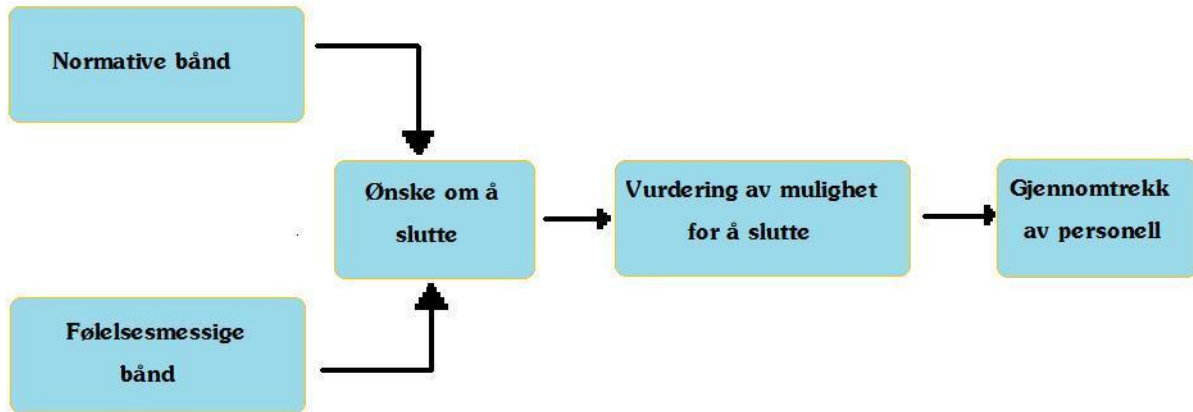 Normative bånd
Ønske om å
slutte
Vurdering av mulighet
for å slutte
Gjennomtrekk
av personell
Følelsesmessige
bånd